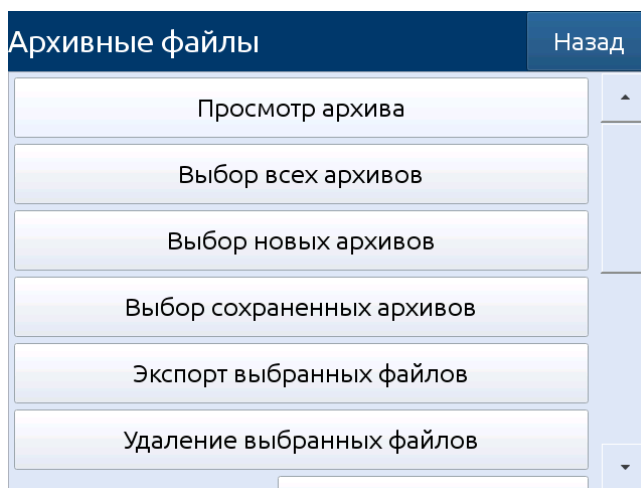 Архивные файлы
Назад
Просмотр архива
Выбор всех архивов
Выбор новых архивов
Выбор сохраненных архивов
Экспорт выбранных файлов
Удаление выбранных файлов